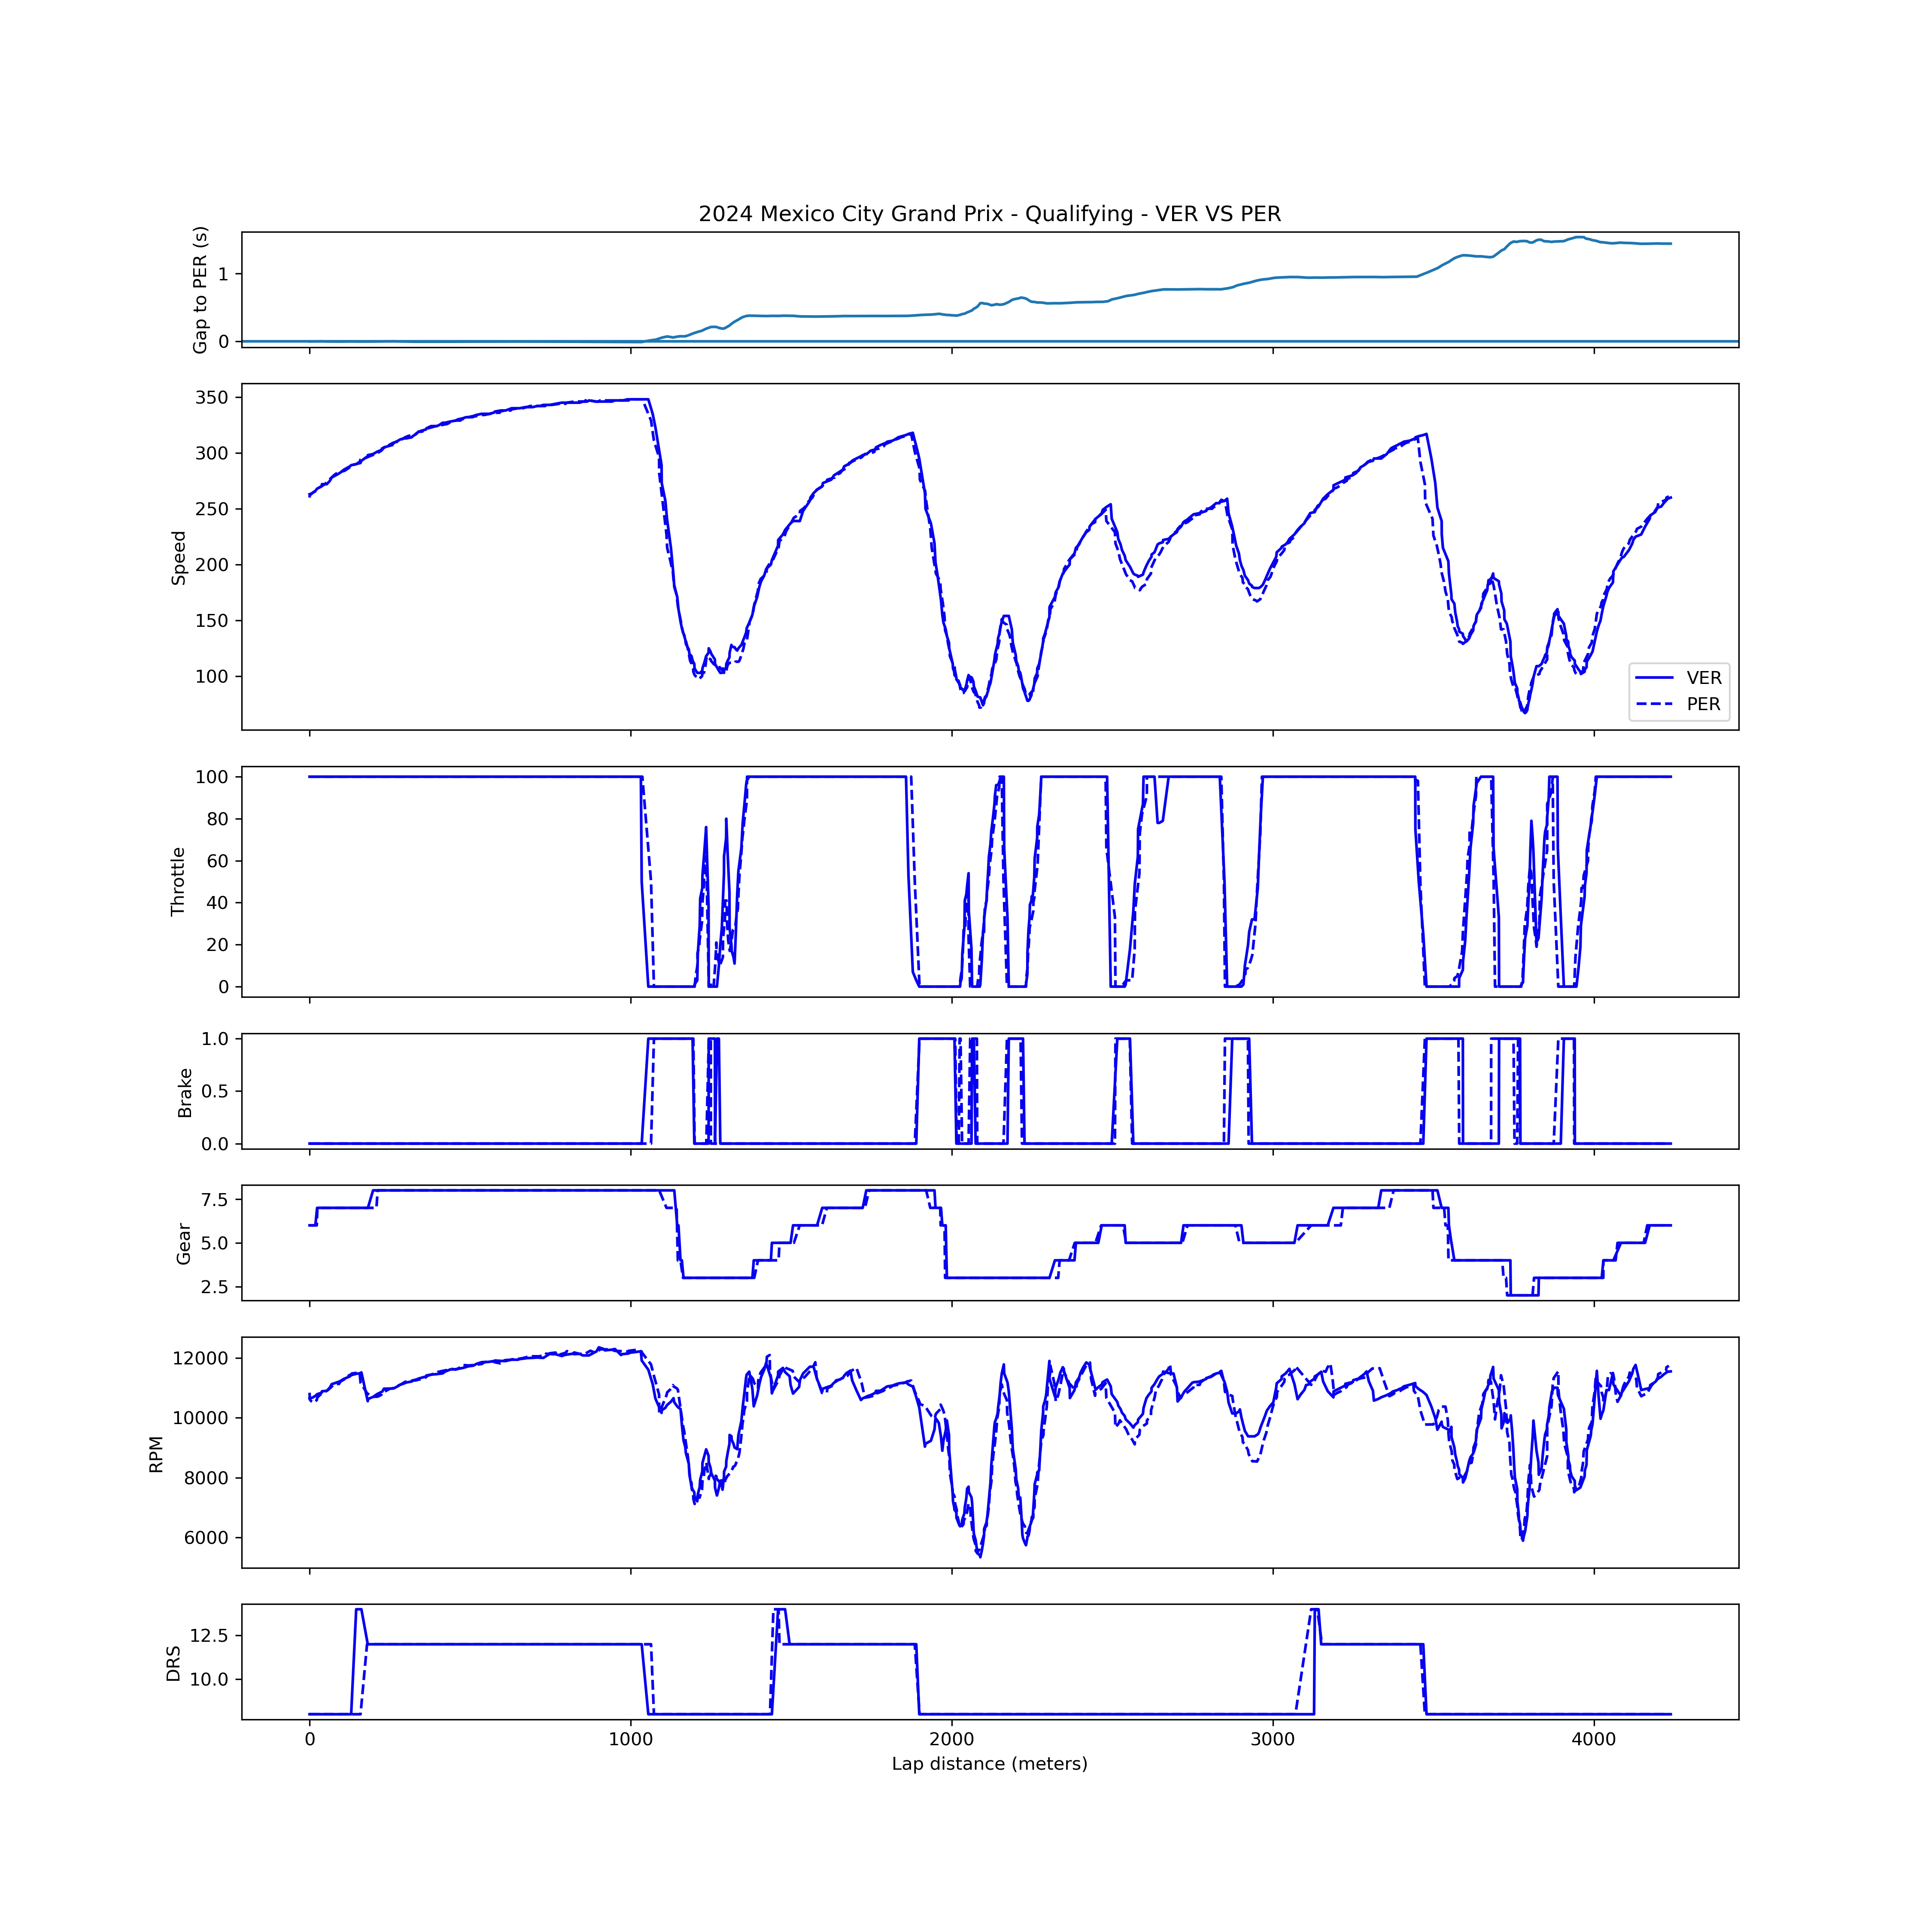 2024 Mexico City Grand Prix - Qualifying - VER VS PER
Gap to PER (s)
1
0
Speed
350
300
250
200
150
100
VER
PER
Throttle
100
80
60
40
20
0
Brake
1.0
0.5
0.0
Gear
7.5
5.0
2.5
RPM
12000
10000
8000
6000
DRS
12.5
10.0
0 1000 2000 3000 4000
Lap distance (meters)